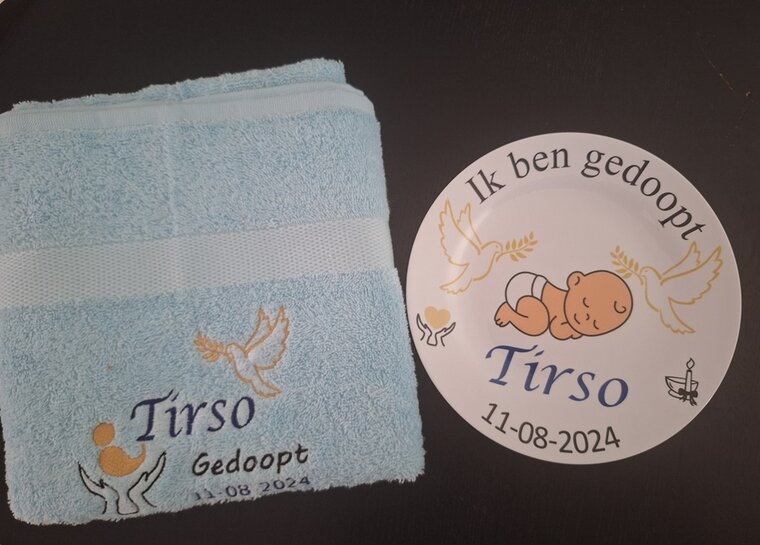 Tirso
Gedoopt
11-08 2024
Ik ben gedoopt
Tirso
11-08-2024